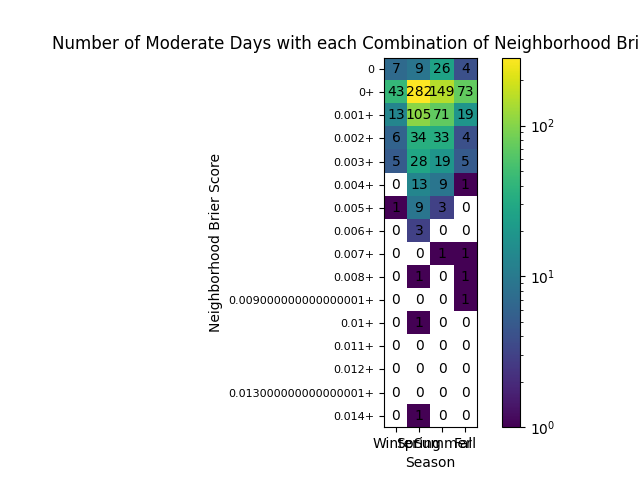 Number of Moderate Days with each Combination of Neighborhood Bri
0 7 9 26 4
0+ 43 282 149 73
0.001+ 13 105 71 19
0.002+ 6 34 33 4
0.003+ 5 28 19 5
0.004+ 0 13 9 1
0.005+ 1 9 3 0
0.006+ 0 3 0 0
0.007+ 0 0 1 1
0.008+ 0 1 0 1
0.009000000000000001+ 0 0 0 1
0.01+ 0 1 0 0
0.011+ 0 0 0 0
0.012+ 0 0 0 0
0.013000000000000001+ 0 0 0 0
0.014+ 0 1 0 0
Neighborhood Brier Score
Winter Spring Summer Fall
Season
10²
10¹
10⁰